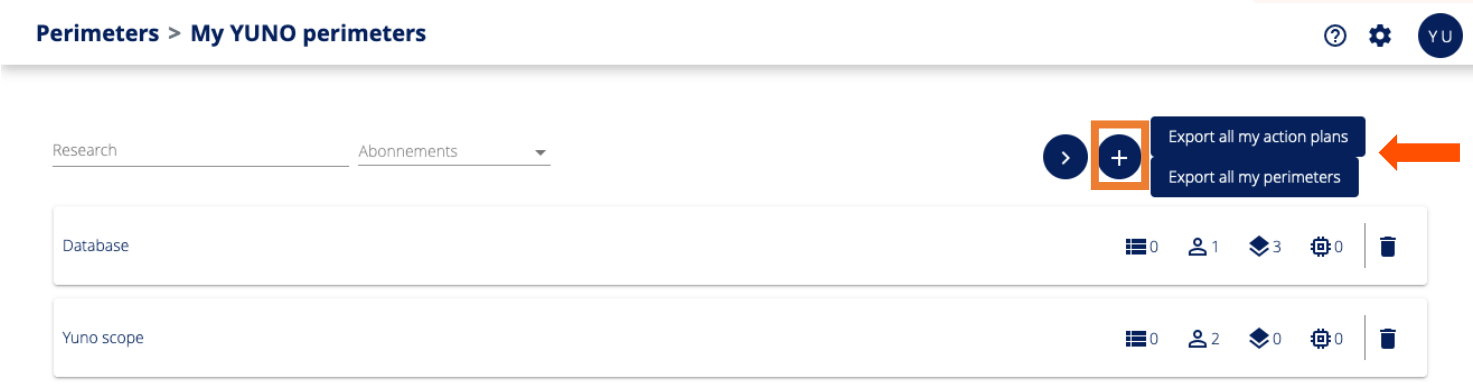 Perimeters > My YUNO perimeters
YU
Research
Abonnements
Export all my action plans
Export all my perimeters
Database
0 1 3 0
Yuno scope
0 2 0 0